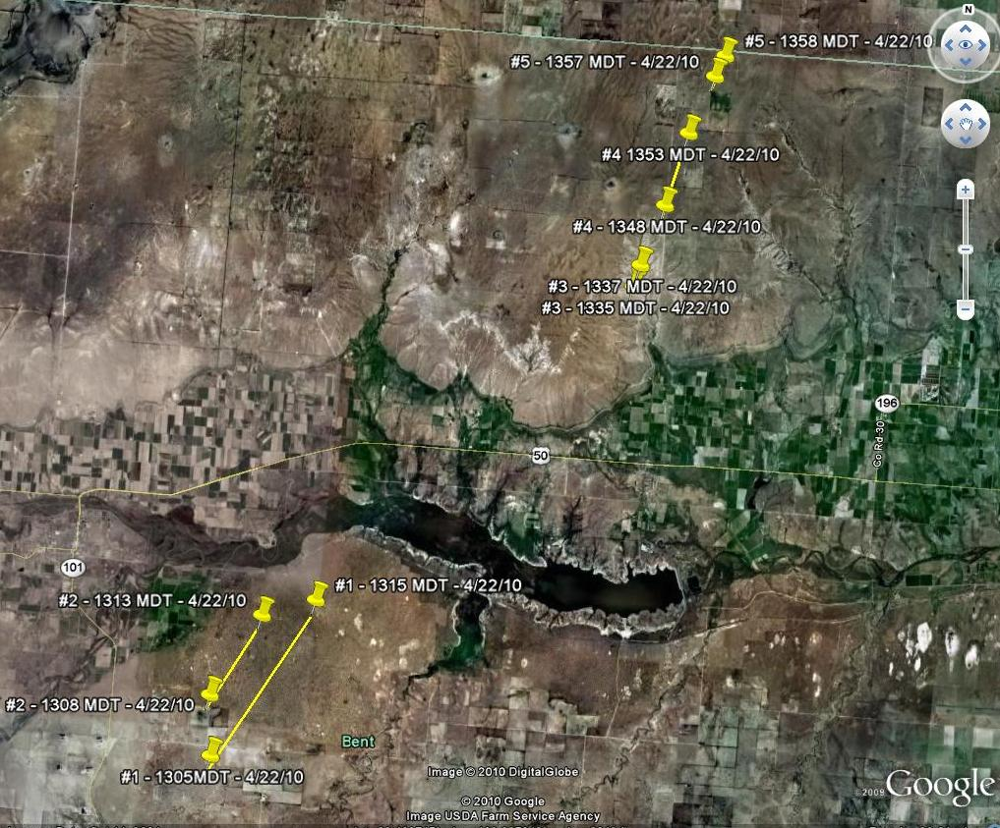 N
#5 - 1358 MDT - 4/22/10
#5 - 1357 MDT - 4/22/10
#4 1353 MDT - 4/22/10
#4 - 1348 MDT - 4/22/10
#3 - 1337 MDT - 4/22/10
#3 - 1335 MDT - 4/22/10
196
Co Rd 30
50
101
#2 - 1313 MDT - 4/22/10
#1 - 1315 MDT - 4/22/10
#2 - 1308 MDT - 4/22/10
Bent
#1 - 1305MDT - 4/22/10
Image © 2010 DigitalGlobe
©2009 Google
© 2010 Google
Image USDA Farm Service Agency